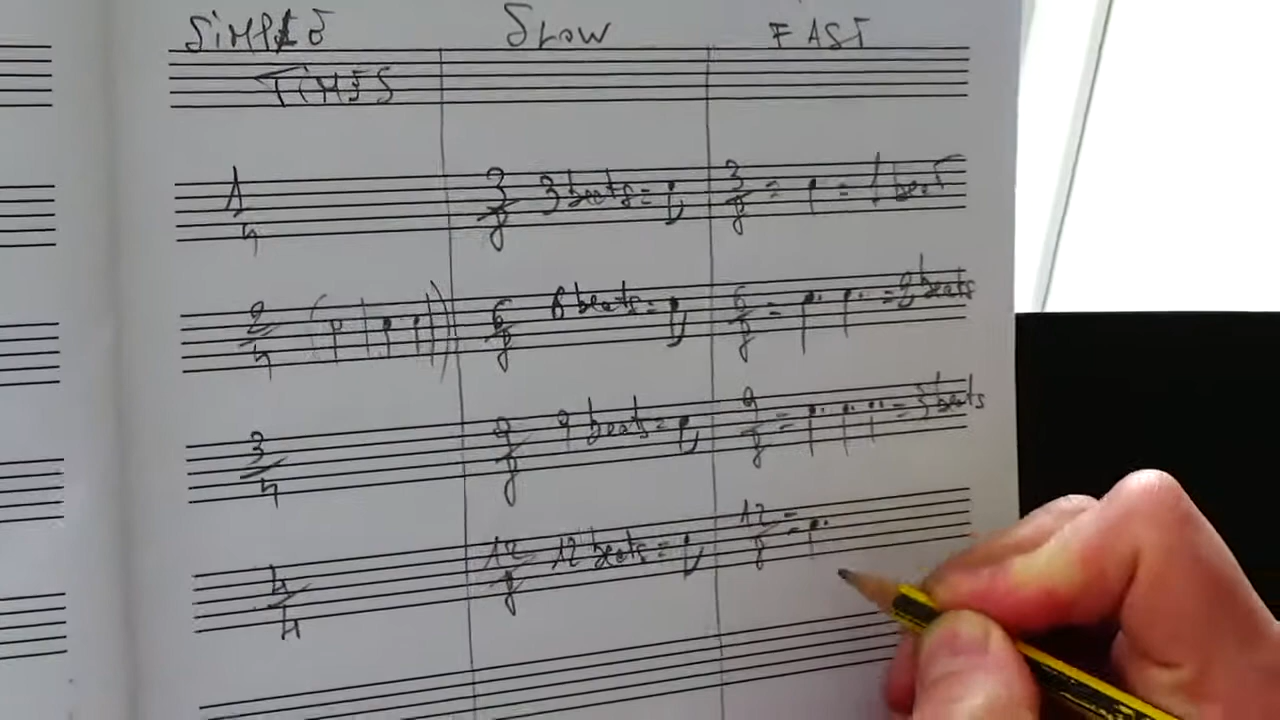 SIMPLE SLOW FAST
TIMES
1/4 3/8 3 beats = ♪ 3/8 = ♩. = 1 beat
2/4 (♩ | ♩ ♩ |) 6/8 6 beats = ♪ 6/8 = ♩. ♩. = 2 beats
3/4 9/8 9 beats = ♪ 9/8 = ♩. ♩. ♩. = 3 beats
4/4 12/8 12 beats = ♪ 12/8 = ♩.